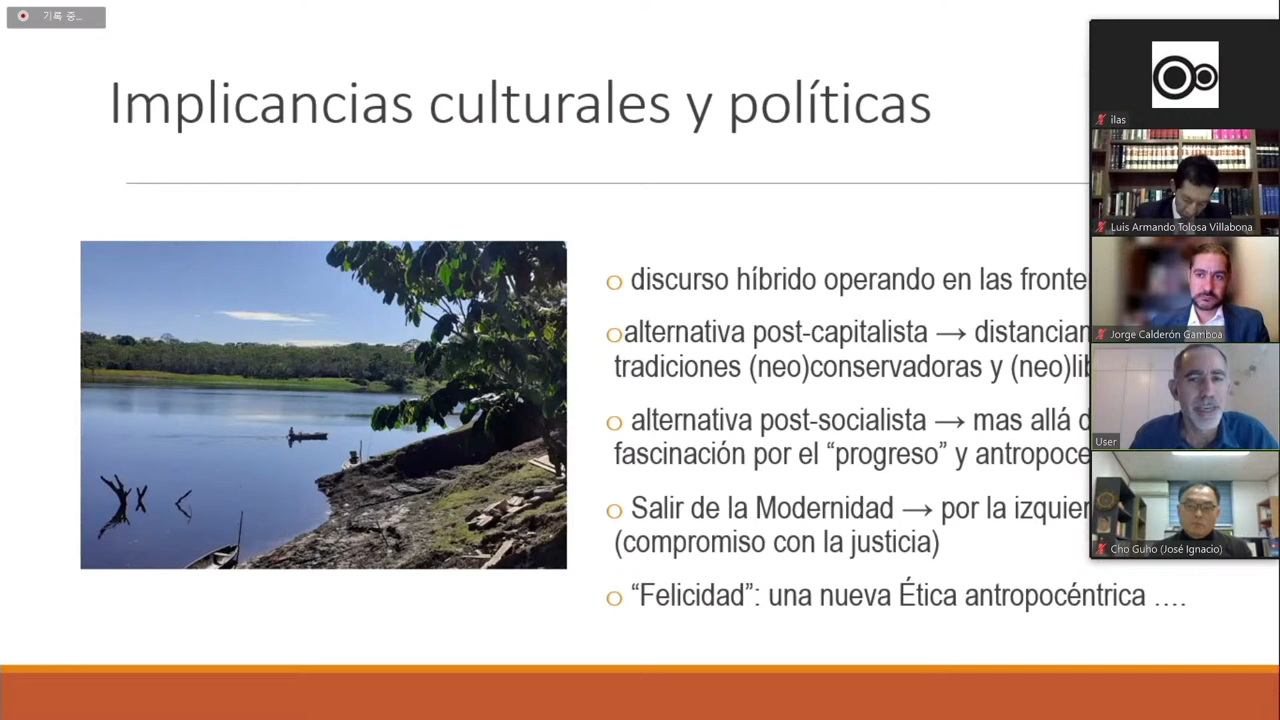 기록 중...
Implicancias culturales y políticas
discurso híbrido operando en las fronte
alternativa post-capitalista → distancian
tradiciones (neo)conservadoras y (neo)lib
alternativa post-socialista → mas allá d
fascinación por el “progreso” y antropoce
Salir de la Modernidad → por la izquier
(compromiso con la justicia)
“Felicidad”: una nueva Ética antropocéntrica ....
ilas
Luis Armando Tolosa Villabona
Jorge Calderón Gamboa
User
Cho Guho (José Ignacio)